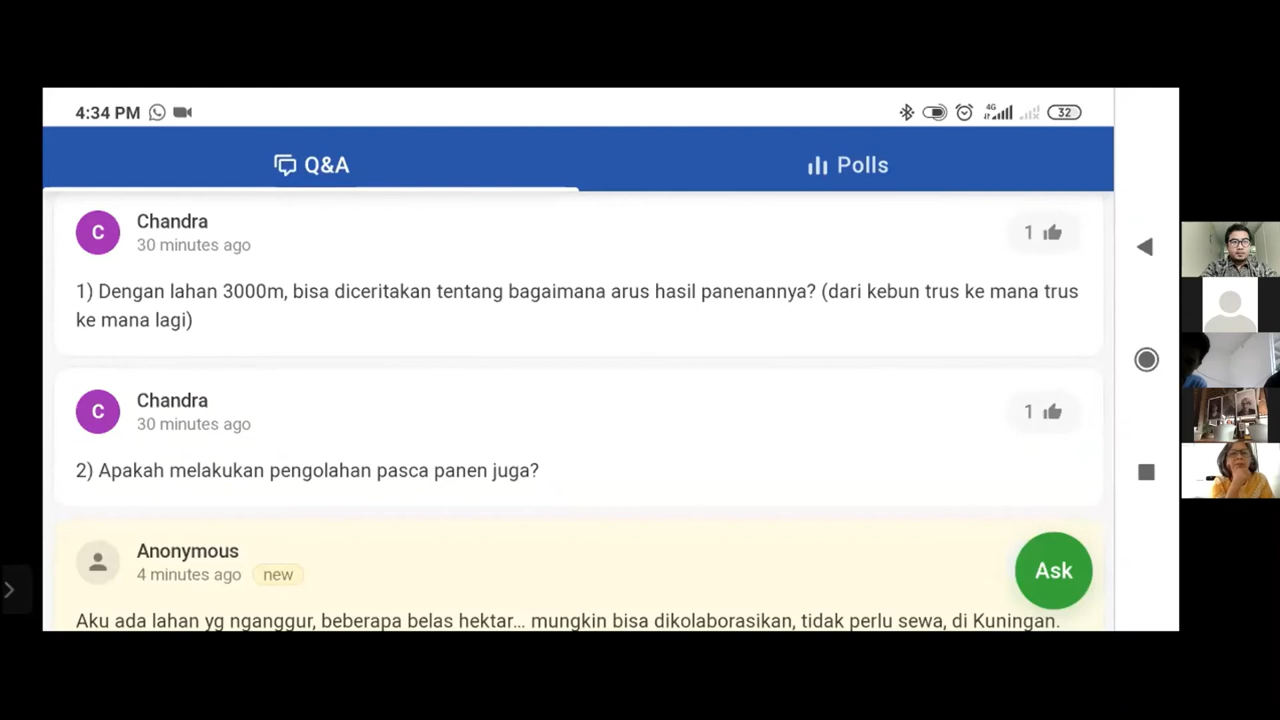 4:34 PM
4G
32
Q&A
Polls
C
Chandra
30 minutes ago
1
1) Dengan lahan 3000m, bisa diceritakan tentang bagaimana arus hasil panenannya? (dari kebun trus ke mana trus
ke mana lagi)
C
Chandra
30 minutes ago
1
2) Apakah melakukan pengolahan pasca panen juga?
Anonymous
4 minutes ago new
Ask
Aku ada lahan yg nganggur, beberapa belas hektar... mungkin bisa dikolaborasikan, tidak perlu sewa, di Kuningan.